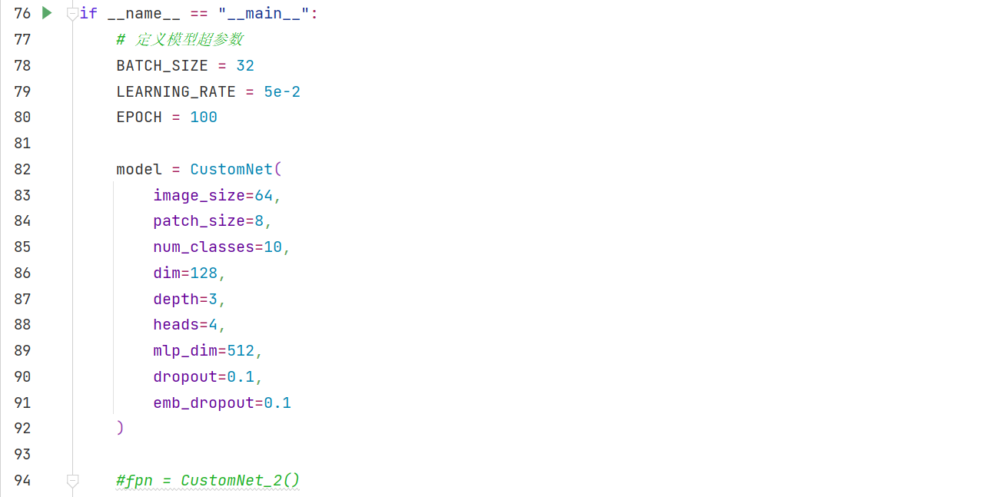 76 if __name__ == "__main__":
77 # 定义模型超参数
78 BATCH_SIZE = 32
79 LEARNING_RATE = 5e-2
80 EPOCH = 100
81
82 model = CustomNet(
83 image_size=64,
84 patch_size=8,
85 num_classes=10,
86 dim=128,
87 depth=3,
88 heads=4,
89 mlp_dim=512,
90 dropout=0.1,
91 emb_dropout=0.1
92 )
93
94 #fpn = CustomNet_2()